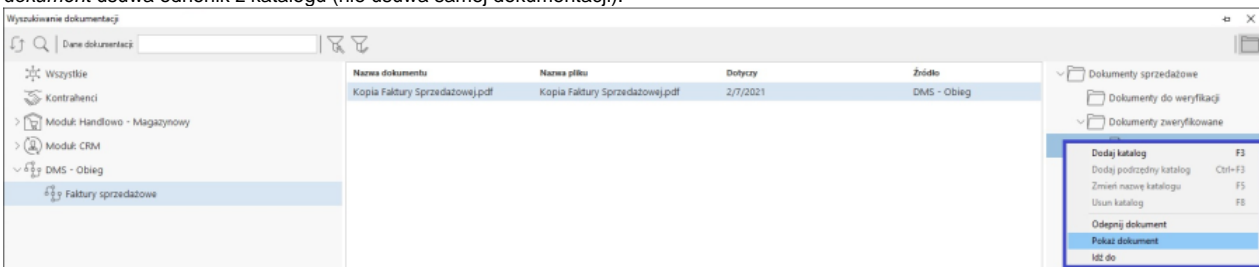 dokument usuwa odnośnik z katalogu (nie usuwa samej dokumentacji).
Wyszukiwanie dokumentacji
Dane dokumentacji:
Wszystkie
Kontrahenci
Moduł: Handlowo - Magazynowy
Moduł: CRM
DMS - Obieg
Faktury sprzedażowe
Nazwa dokumentu Nazwa pliku Dotyczy Źródło
Kopia Faktury Sprzedażowej.pdf Kopia Faktury Sprzedażowej.pdf 2/7/2021 DMS - Obieg
Dokumenty sprzedażowe
Dokumenty do weryfikacji
Dokumenty zweryfikowane
Dodaj katalog F3
Dodaj podrzędny katalog Ctrl+F3
Zmień nazwę katalogu F5
Usun katalog F8
Odepnij dokument
Pokaż dokument
Idź do